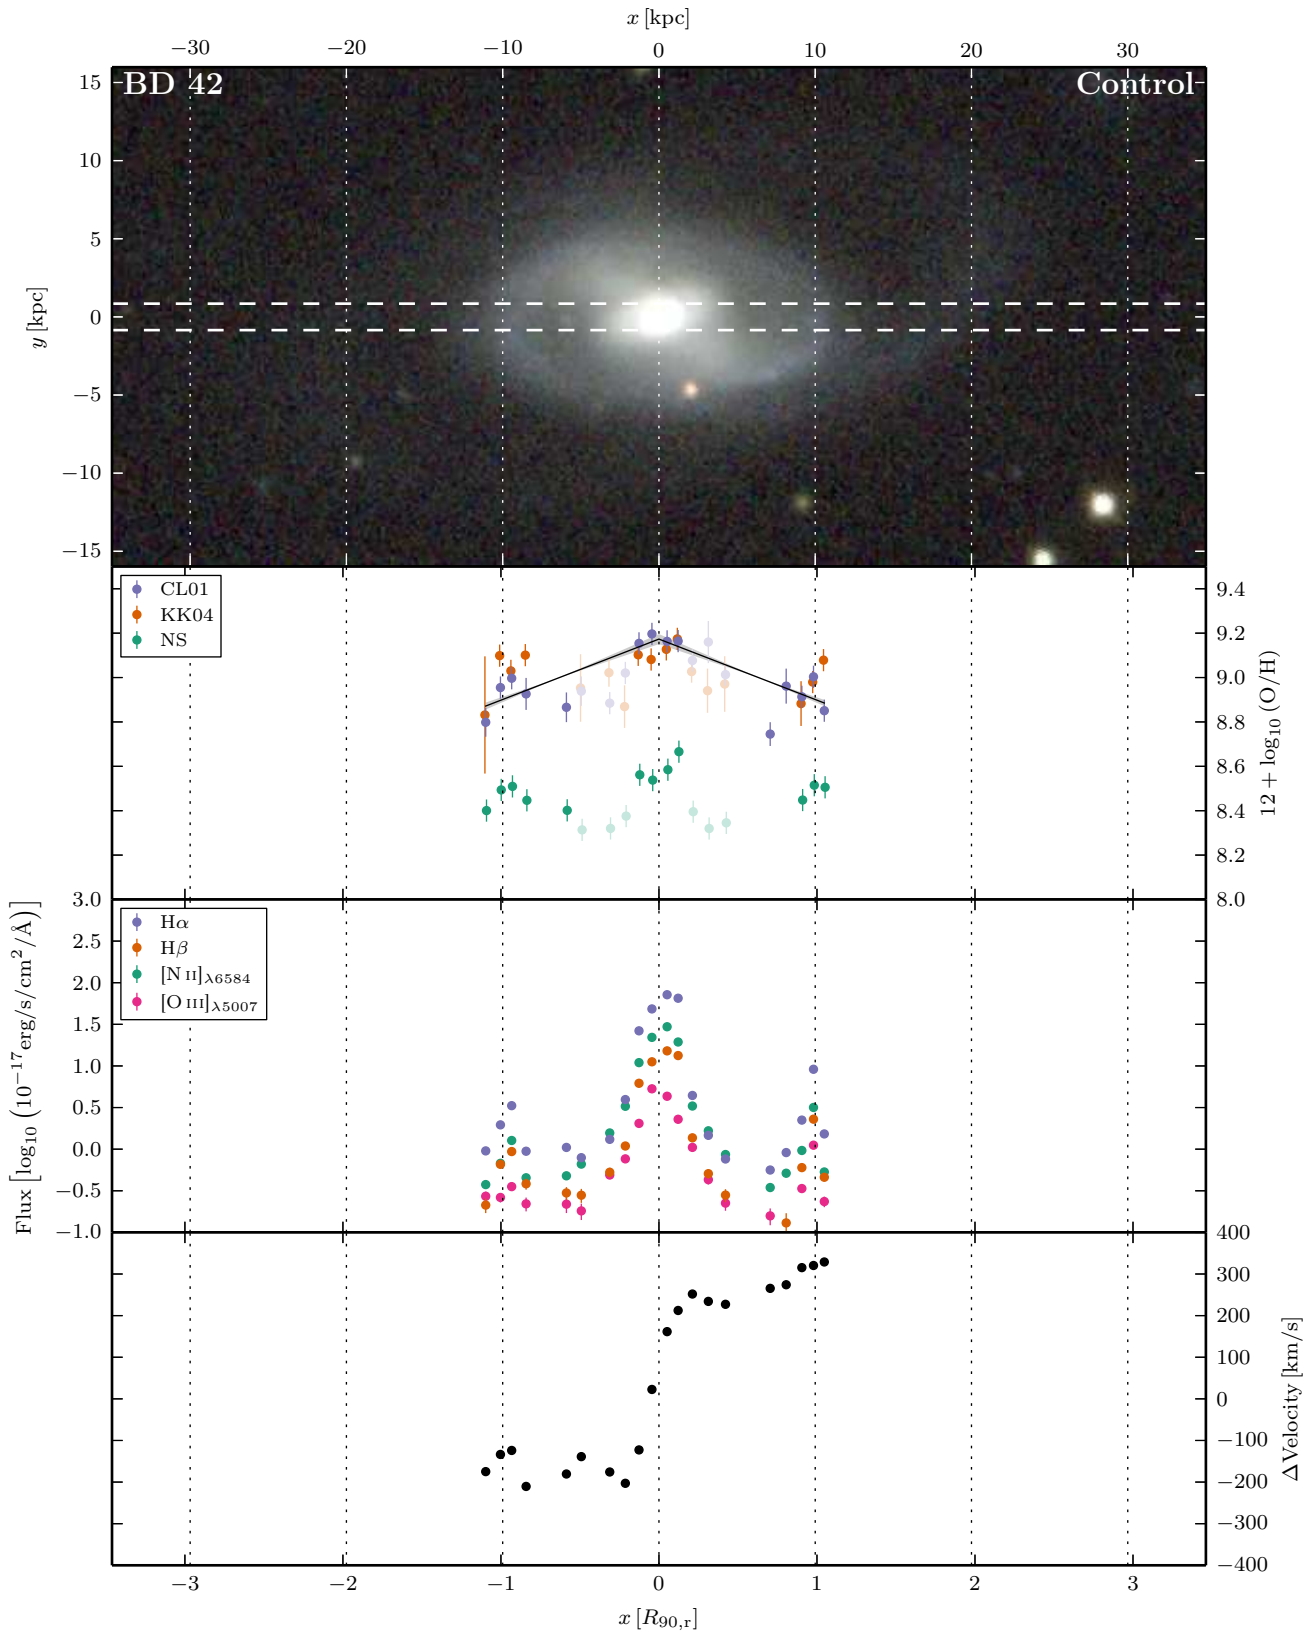 x [kpc]
−30 −20 −10 0 10 20 30
BD 42 Control
15
10
5
0
−5
−10
−15
y [kpc]
CL01
KK04
NS
9.4
9.2
9.0
8.8
8.6
8.4
8.2
8.0
12 + log₁₀ (O/H)
Hα
Hβ
[N II]λ6584
[O III]λ5007
3.0
2.5
2.0
1.5
1.0
0.5
0.0
−0.5
−1.0
Flux [log₁₀ (10⁻¹⁷erg/s/cm²/Å)]
400
300
200
100
0
−100
−200
−300
−400
ΔVelocity [km/s]
−3 −2 −1 0 1 2 3
x [R₉₀,ᵣ]